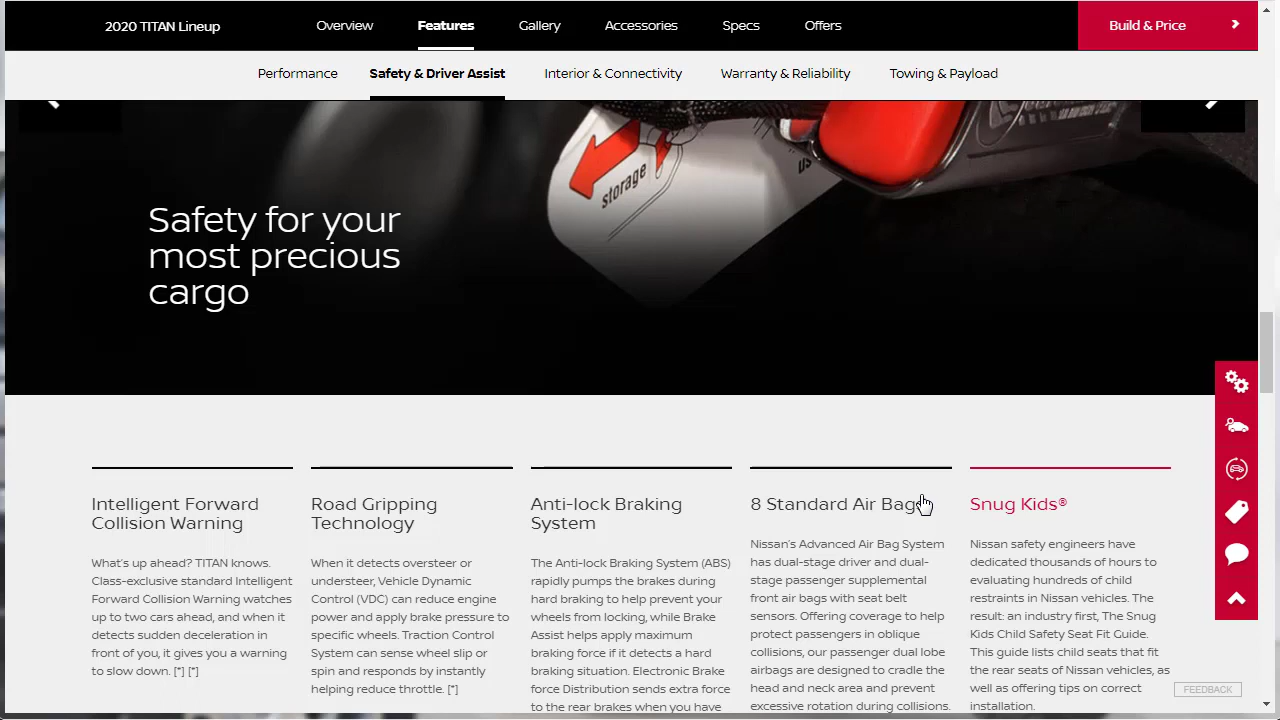 2020 TITAN Lineup
Overview
Features
Gallery
Accessories
Specs
Offers
Build & Price
Performance
Safety & Driver Assist
Interior & Connectivity
Warranty & Reliability
Towing & Payload
storage
US
Safety for your
most precious
cargo
Intelligent Forward
Collision Warning
What's up ahead? TITAN knows.
Class-exclusive standard Intelligent
Forward Collision Warning watches
up to two cars ahead, and when it
detects sudden deceleration in
front of you, it gives you a warning
to slow down. [*] [*]
Road Gripping
Technology
When it detects oversteer or
understeer, Vehicle Dynamic
Control (VDC) can reduce engine
power and apply brake pressure to
specific wheels. Traction Control
System can sense wheel slip or
spin and responds by instantly
helping reduce throttle. [*]
Anti-lock Braking
System
The Anti-lock Braking System (ABS)
rapidly pumps the brakes during
hard braking to help prevent your
wheels from locking, while Brake
Assist helps apply maximum
braking force if it detects a hard
braking situation. Electronic Brake
force Distribution sends extra force
to the rear brakes when you have
8 Standard Air Bags
Nissan's Advanced Air Bag System
has dual-stage driver and dual-
stage passenger supplemental
front air bags with seat belt
sensors. Offering coverage to help
protect passengers in oblique
collisions, our passenger dual lobe
airbags are designed to cradle the
head and neck area and prevent
excessive rotation during collisions.
Snug Kids®
Nissan safety engineers have
dedicated thousands of hours to
evaluating hundreds of child
restraints in Nissan vehicles. The
result: an industry first, The Snug
Kids Child Safety Seat Fit Guide.
This guide lists child seats that fit
the rear seats of Nissan vehicles, as
well as offering tips on correct
installation.
FEEDBACK